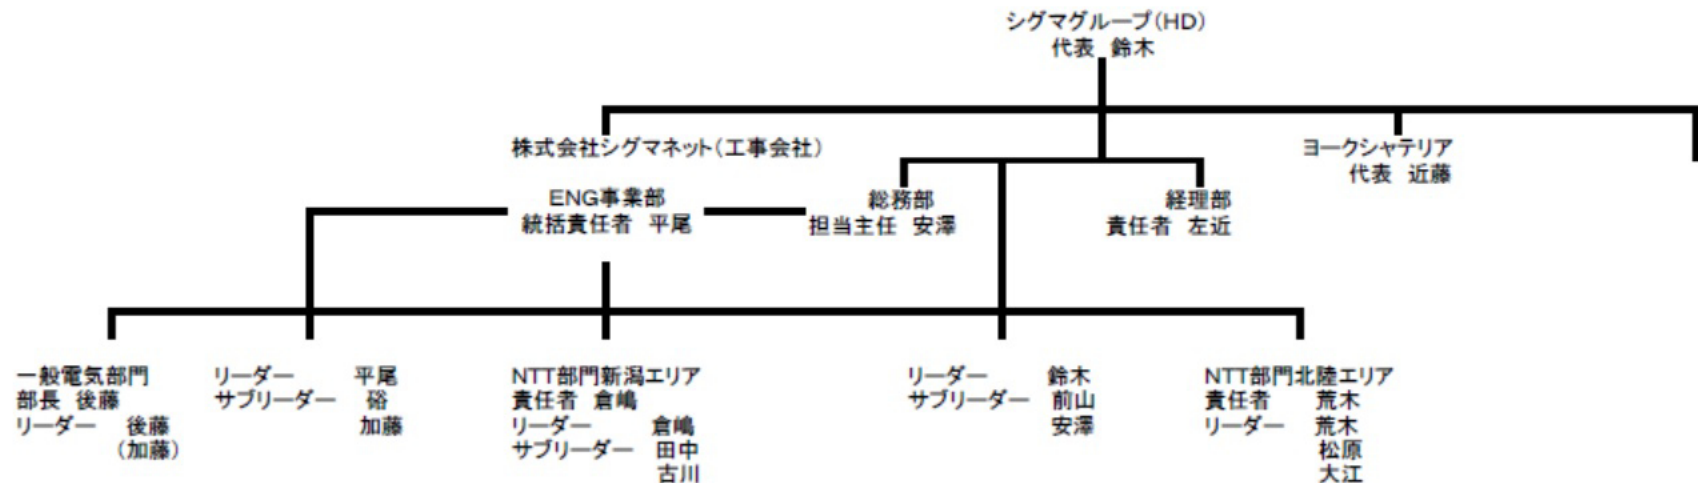 シグマグループ(HD)
代表 鈴木
株式会社シグマネット(工事会社)
ヨークシャテリア
代表 近藤
ENG事業部
統括責任者 平尾
総務部
担当主任 安澤
経理部
責任者 左近
一般電気部門
部長 後藤
リーダー 後藤
(加藤)
リーダー 平尾
サブリーダー 硲
加藤
NTT部門新潟エリア
責任者 倉嶋
リーダー 倉嶋
サブリーダー 田中
古川
リーダー 鈴木
サブリーダー 前山
安澤
NTT部門北陸エリア
責任者 荒木
リーダー 荒木
松原
大江